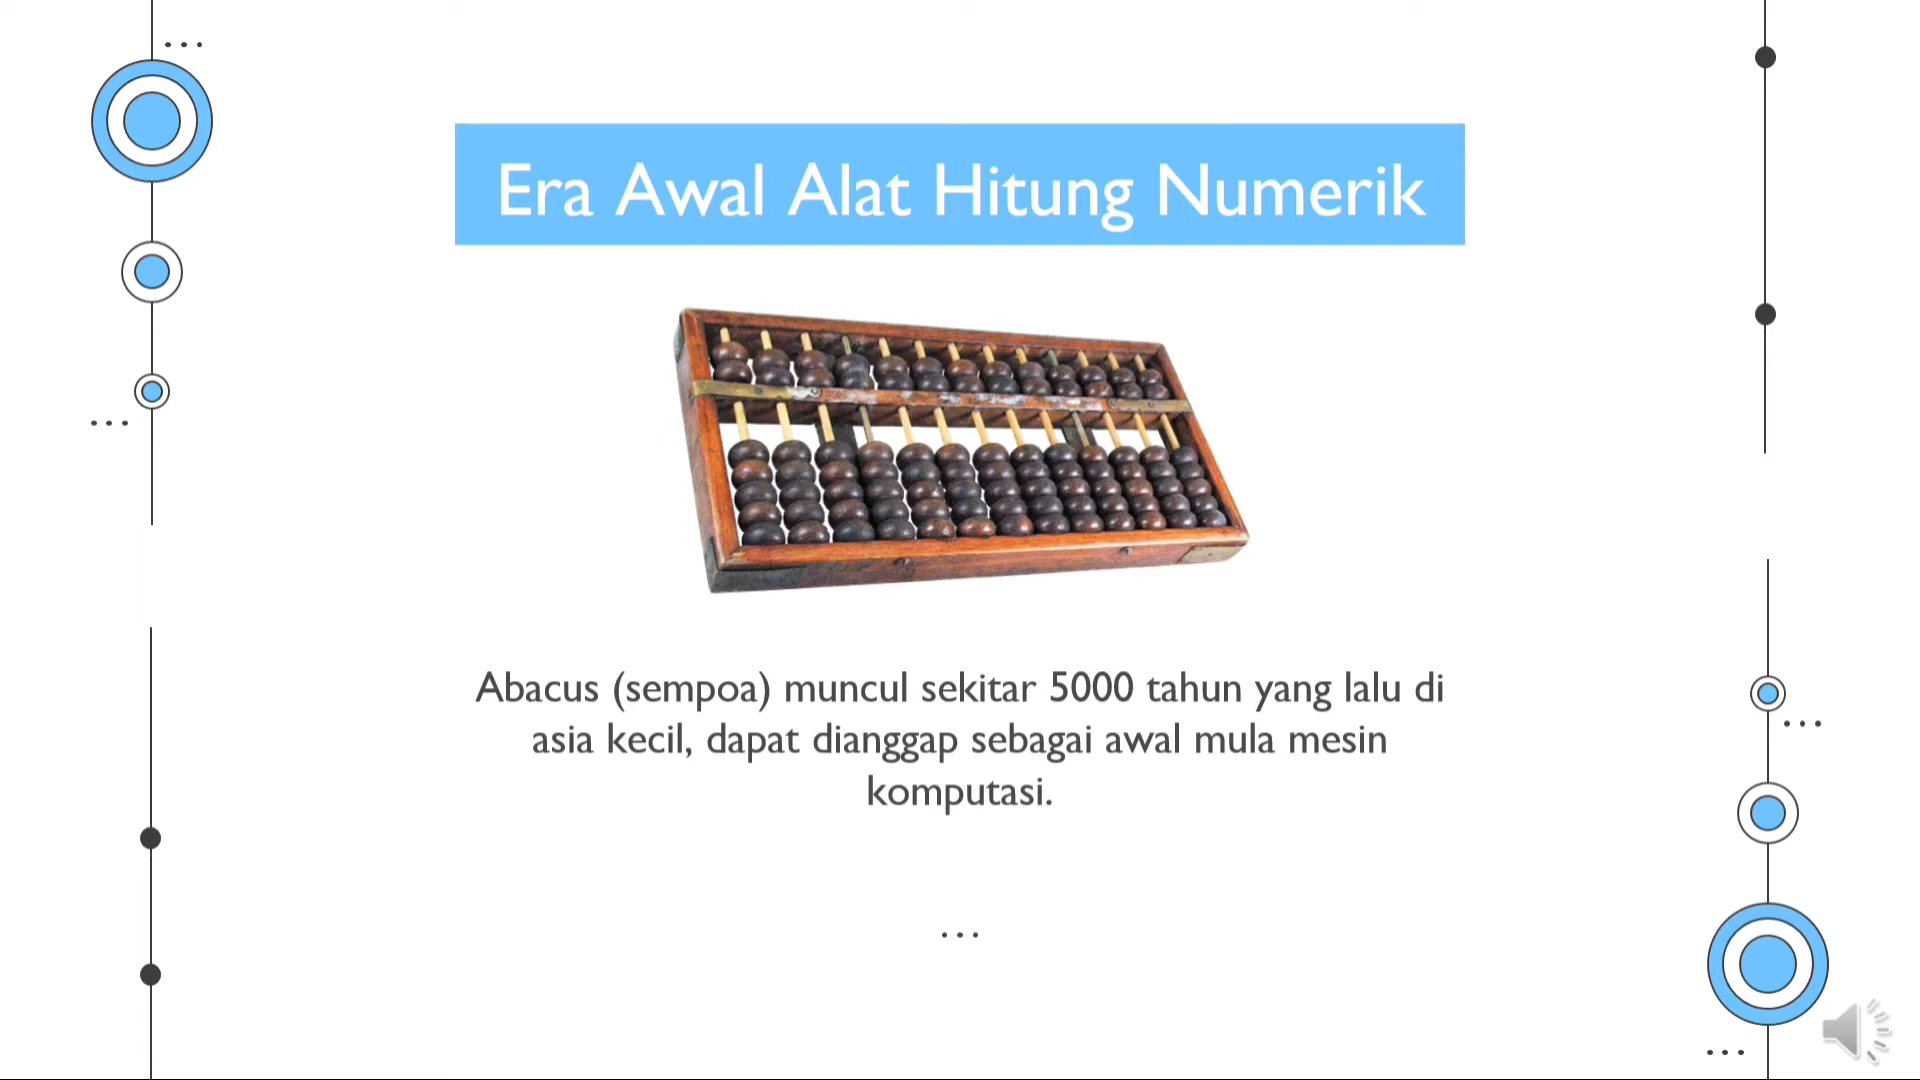 Era Awal Alat Hitung Numerik
Abacus (sempoa) muncul sekitar 5000 tahun yang lalu di
asia kecil, dapat dianggap sebagai awal mula mesin
komputasi.